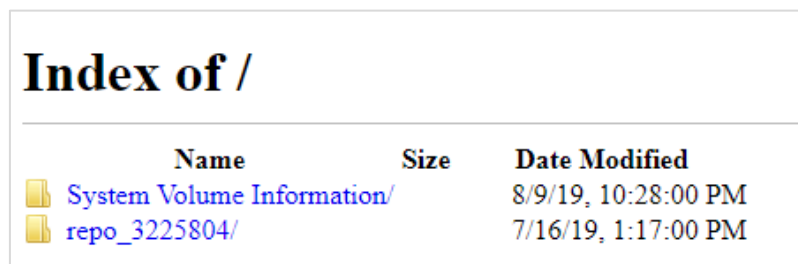 Index of /
Name Size Date Modified
System Volume Information/ 8/9/19, 10:28:00 PM
repo_3225804/ 7/16/19, 1:17:00 PM